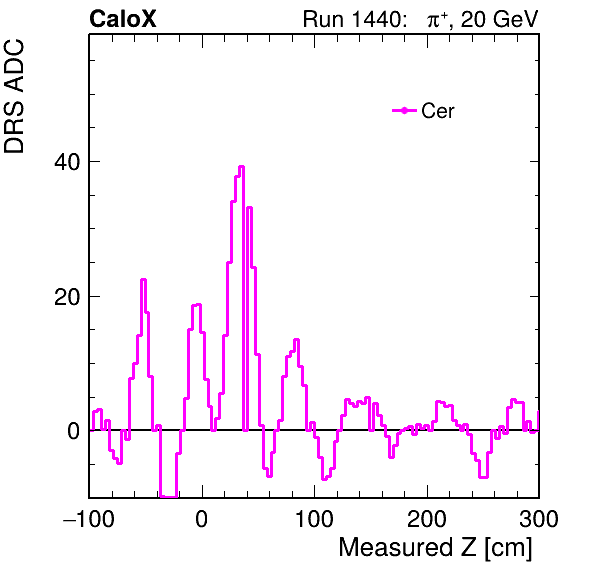 CaloX Run 1440: π+, 20 GeV
DRS ADC
Cer
40
20
0
−100 0 100 200 300
Measured Z [cm]